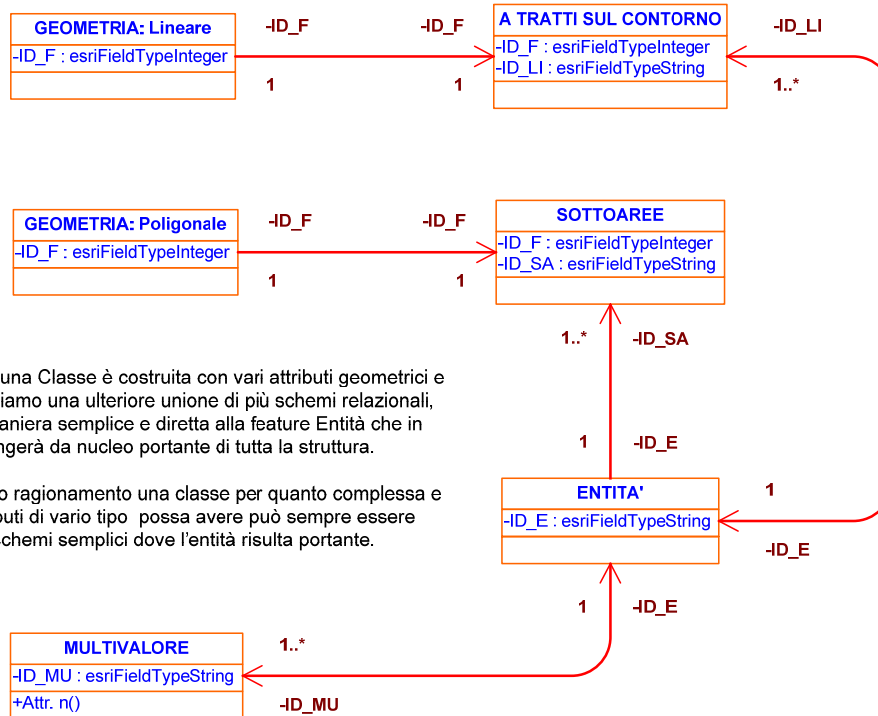 GEOMETRIA: Lineare
-ID_F : esriFieldTypeInteger
-ID_F
-ID_F
1
1
A TRATTI SUL CONTORNO
-ID_F : esriFieldTypeInteger
-ID_LI : esriFieldTypeString
-ID_LI
1..*
GEOMETRIA: Poligonale
-ID_F : esriFieldTypeInteger
-ID_F
-ID_F
1
1
SOTTOAREE
-ID_F : esriFieldTypeInteger
-ID_SA : esriFieldTypeString
1..*
-ID_SA
una Classe è costruita con vari attributi geometrici e
iamo una ulteriore unione di più schemi relazionali,
aniera semplice e diretta alla feature Entità che in
ngerà da nucleo portante di tutta la struttura.
o ragionamento una classe per quanto complessa e
outi di vario tipo possa avere può sempre essere
schemi semplici dove l'entità risulta portante.
1
-ID_E
ENTITA'
-ID_E : esriFieldTypeString
1
-ID_E
1
-ID_E
MULTIVALORE
-ID_MU : esriFieldTypeString
+Attr. n()
1..*
-ID_MU